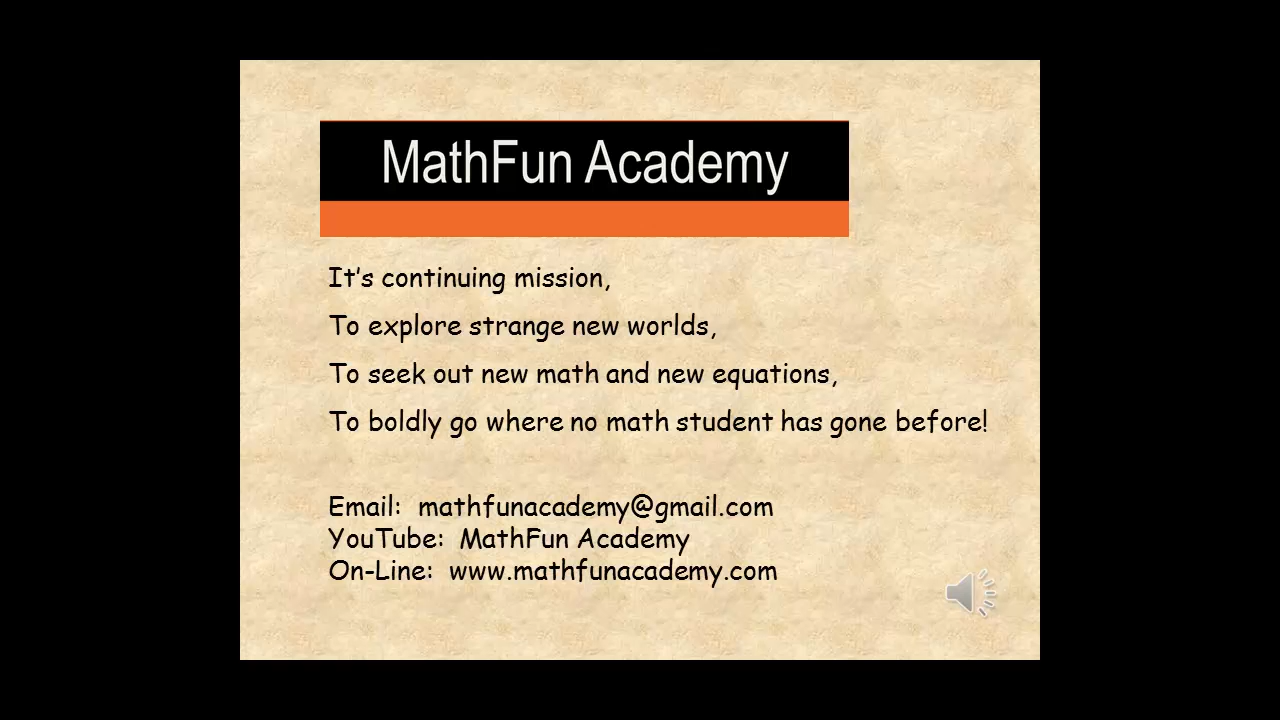 MathFun Academy
It's continuing mission,
To explore strange new worlds,
To seek out new math and new equations,
To boldly go where no math student has gone before!
Email:  mathfunacademy@gmail.com
YouTube:  MathFun Academy
On-Line:  www.mathfunacademy.com